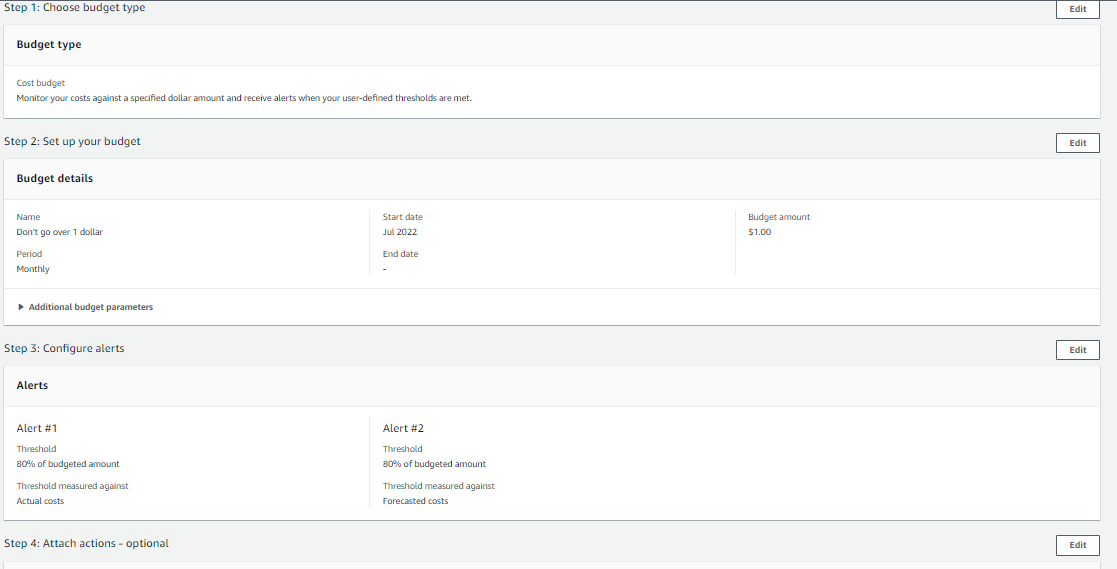 Step 1: Choose budget type
Edit
Budget type
Cost budget
Monitor your costs against a specified dollar amount and receive alerts when your user-defined thresholds are met.
Step 2: Set up your budget
Edit
Budget details
Name
Don't go over 1 dollar
Period
Monthly
Start date
Jul 2022
End date
-
Budget amount
$1.00
Additional budget parameters
Step 3: Configure alerts
Edit
Alerts
Alert #1
Threshold
80% of budgeted amount
Threshold measured against
Actual costs
Alert #2
Threshold
80% of budgeted amount
Threshold measured against
Forecasted costs
Step 4: Attach actions - optional
Edit